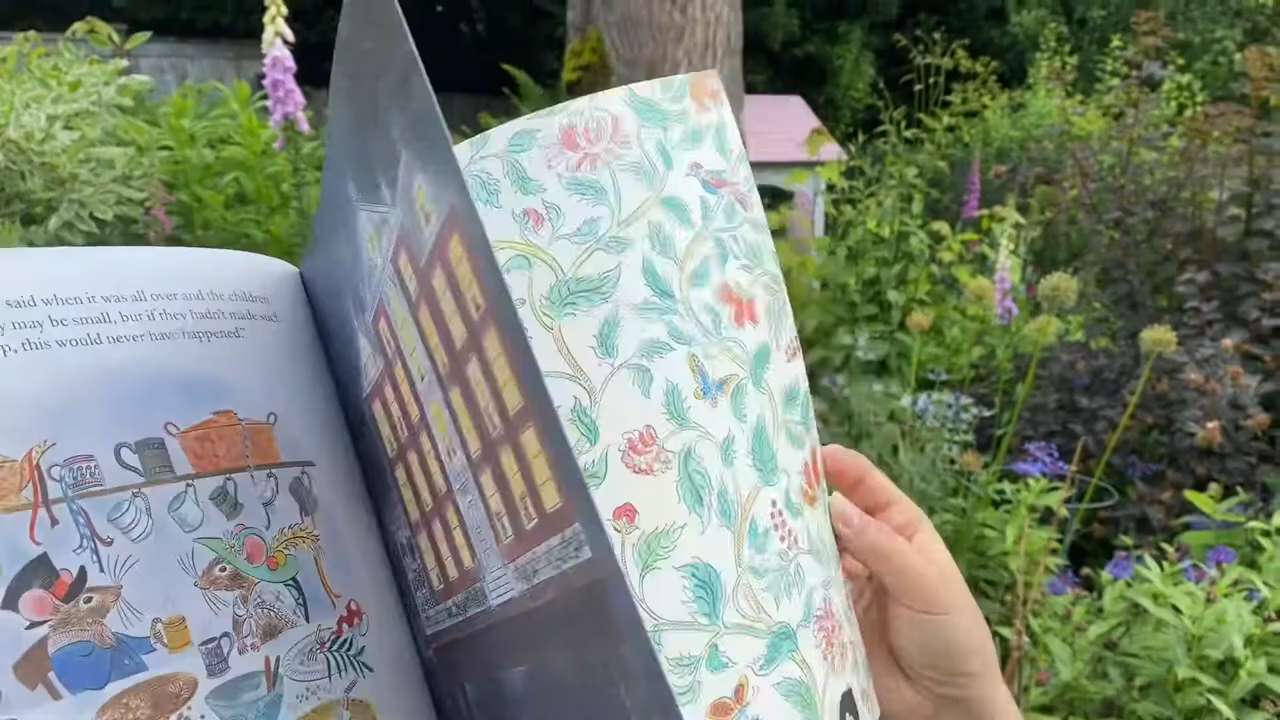 said when it was all over and the children
may be small, but if they hadn't made such
this would never have happened."